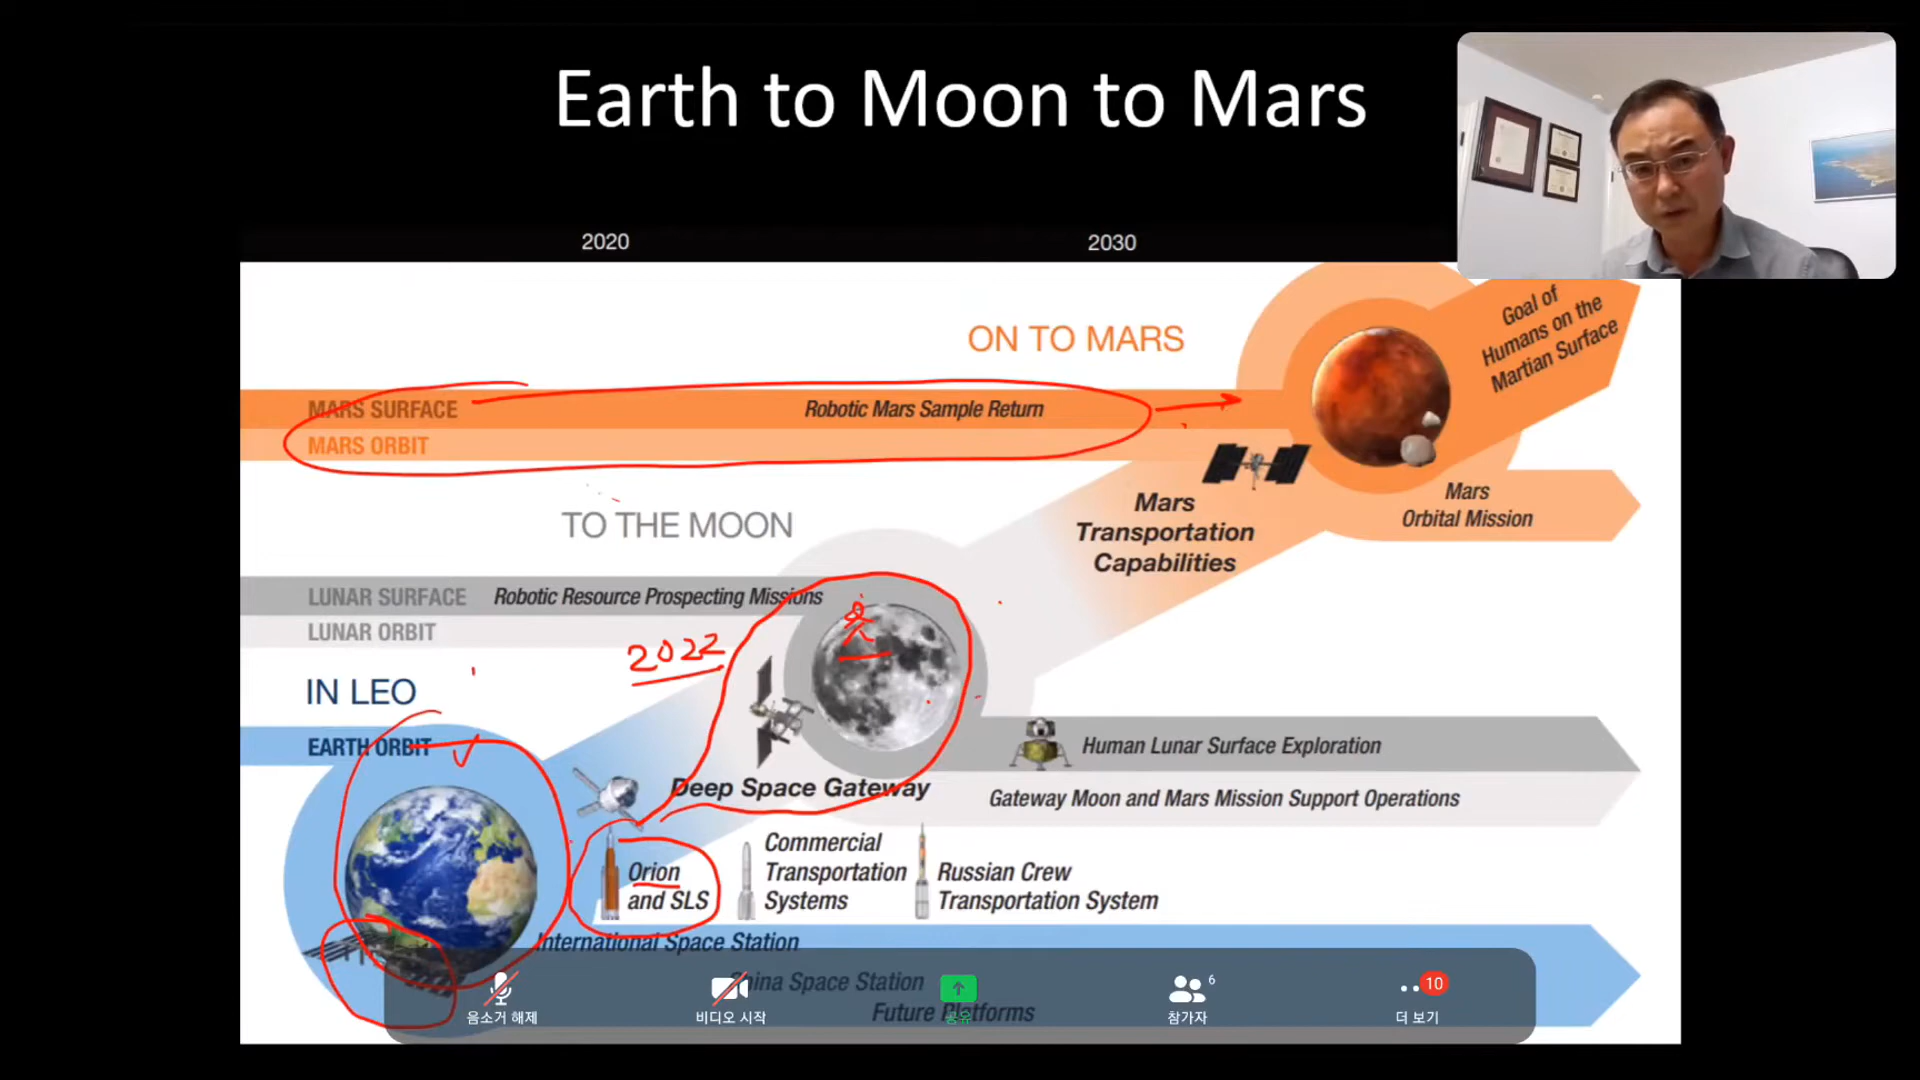 Earth to Moon to Mars
2020
2030
Goal of
Humans on the
Martian Surface
ON TO MARS
MARS SURFACE
Robotic Mars Sample Return
MARS ORBIT
Mars
Orbital Mission
Mars
Transportation
Capabilities
TO THE MOON
LUNAR SURFACE
Robotic Resource Prospecting Missions
LUNAR ORBIT
2022
IN LEO
EARTH ORBIT
Human Lunar Surface Exploration
Deep Space Gateway
Gateway Moon and Mars Mission Support Operations
Orion
and SLS
Commercial
Transportation
Systems
Russian Crew
Transportation System
International Space Station
China Space Station
Future Platforms
6
10
음소거 해제
비디오 시작
공유
참가자
더 보기